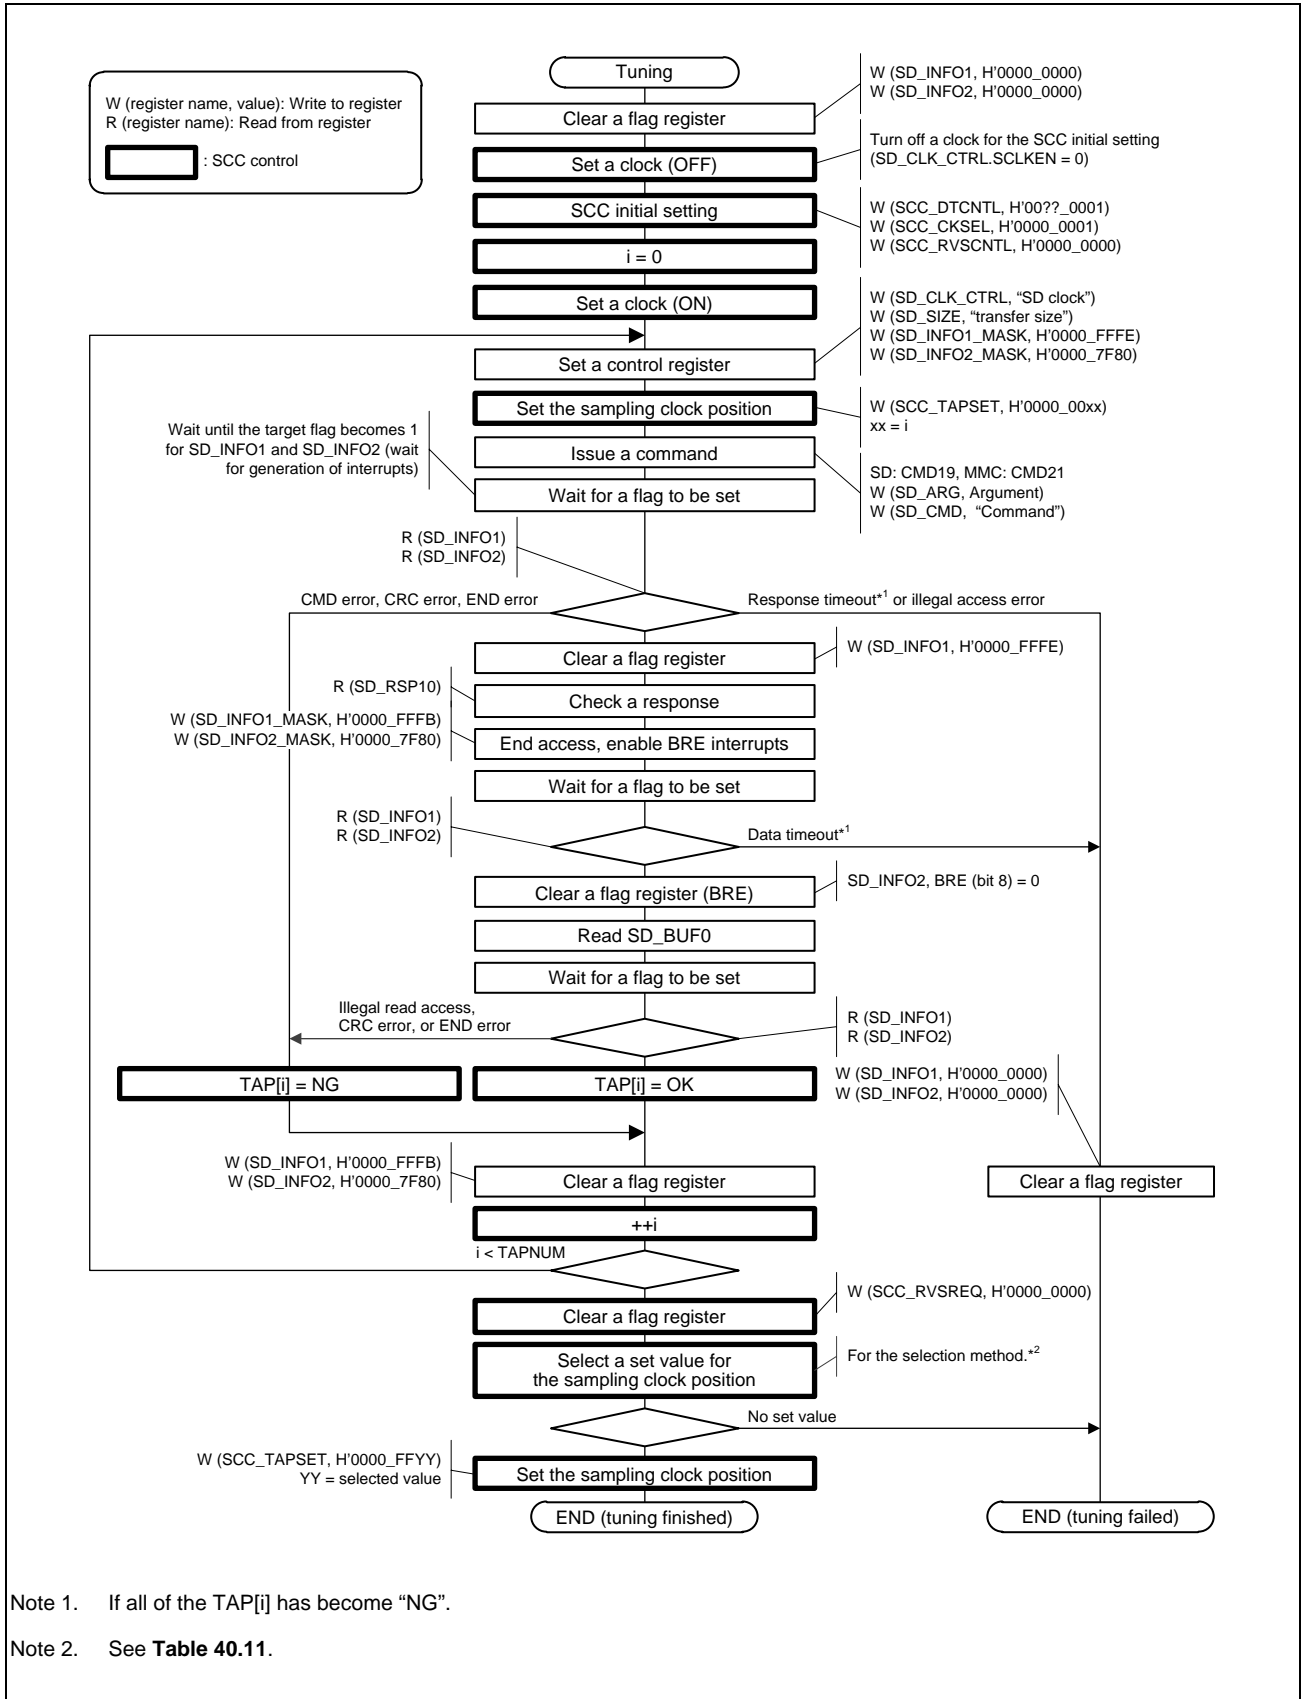 Tuning
W (SD_INFO1, H'0000_0000)
W (SD_INFO2, H'0000_0000)
W (register name, value): Write to register
R (register name): Read from register
: SCC control
Clear a flag register
Turn off a clock for the SCC initial setting
(SD_CLK_CTRL.SCLKEN = 0)
Set a clock (OFF)
SCC initial setting
W (SCC_DTCNTL, H'00??_0001)
W (SCC_CKSEL, H'0000_0001)
W (SCC_RVSCNTL, H'0000_0000)
i = 0
Set a clock (ON)
W (SD_CLK_CTRL, “SD clock”)
W (SD_SIZE, “transfer size”)
W (SD_INFO1_MASK, H'0000_FFFE)
W (SD_INFO2_MASK, H'0000_7F80)
Set a control register
Set the sampling clock position
W (SCC_TAPSET, H'0000_00xx)
xx = i
Wait until the target flag becomes 1
for SD_INFO1 and SD_INFO2 (wait
for generation of interrupts)
Issue a command
SD: CMD19, MMC: CMD21
W (SD_ARG, Argument)
W (SD_CMD, “Command”)
Wait for a flag to be set
R (SD_INFO1)
R (SD_INFO2)
CMD error, CRC error, END error
Response timeout*1 or illegal access error
Clear a flag register
W (SD_INFO1, H'0000_FFFE)
R (SD_RSP10)
Check a response
W (SD_INFO1_MASK, H'0000_FFFB)
W (SD_INFO2_MASK, H'0000_7F80)
End access, enable BRE interrupts
Wait for a flag to be set
R (SD_INFO1)
R (SD_INFO2)
Data timeout*1
Clear a flag register (BRE)
SD_INFO2, BRE (bit 8) = 0
Read SD_BUF0
Wait for a flag to be set
Illegal read access,
CRC error, or END error
R (SD_INFO1)
R (SD_INFO2)
TAP[i] = NG
TAP[i] = OK
W (SD_INFO1, H'0000_0000)
W (SD_INFO2, H'0000_0000)
W (SD_INFO1, H'0000_FFFB)
W (SD_INFO2, H'0000_7F80)
Clear a flag register
Clear a flag register
++i
i < TAPNUM
W (SCC_RVSREQ, H'0000_0000)
Clear a flag register
Select a set value for
the sampling clock position
For the selection method.*2
No set value
W (SCC_TAPSET, H'0000_FFYY)
YY = selected value
Set the sampling clock position
END (tuning finished)
END (tuning failed)
Note 1. If all of the TAP[i] has become “NG”.
Note 2. See Table 40.11.